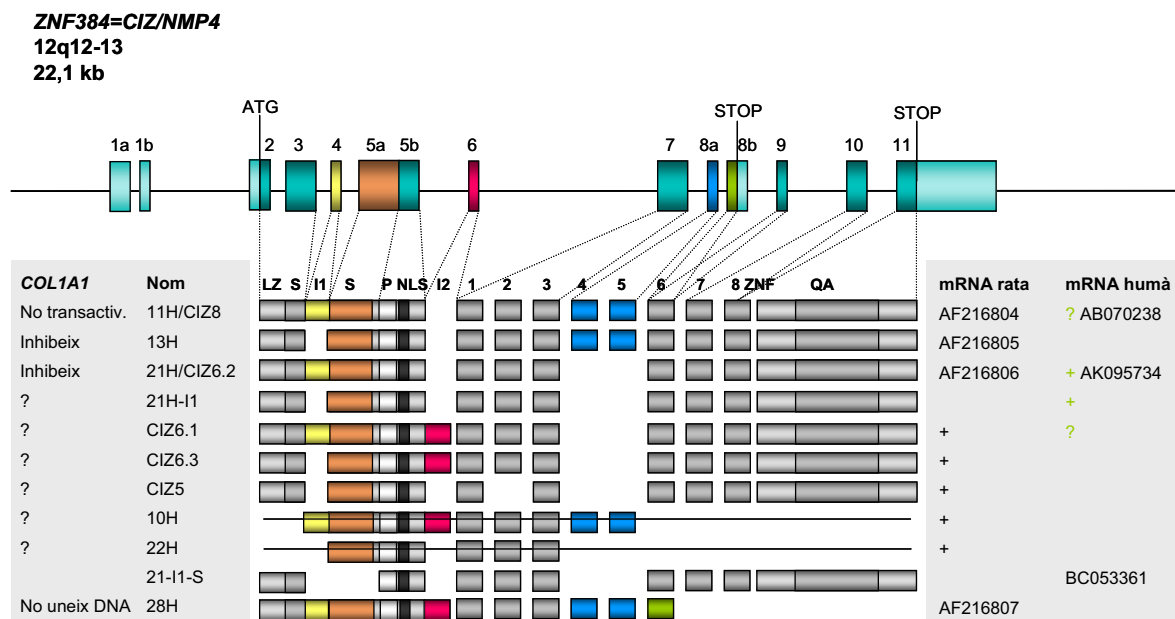 ZNF384=CIZ/NMP4
12q12-13
22,1 kb
ATG STOP STOP
1a 1b 2 3 4 5a 5b 6 7 8a 8b 9 10 11
COL1A1 Nom LZ S I1 S P NLS I2 1 2 3 4 5 6 7 8 ZNF QA mRNA rata mRNA humà
No transactiv. 11H/CIZ8 AF216804 ? AB070238
Inhibeix 13H AF216805
Inhibeix 21H/CIZ6.2 AF216806 + AK095734
? 21H-I1 +
? CIZ6.1 + ?
? CIZ6.3 +
? CIZ5 +
? 10H +
? 22H +
21-I1-S BC053361
No uneix DNA 28H AF216807